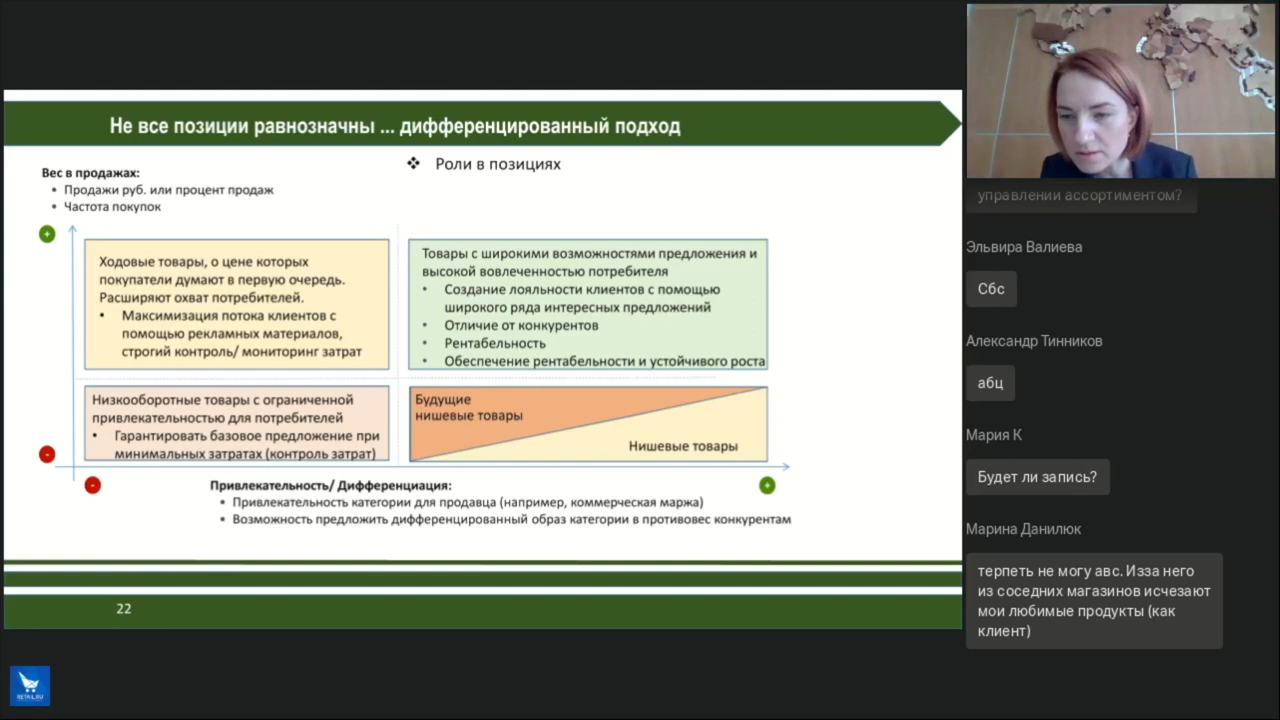 Не все позиции равнозначны ... дифференцированный подход
❖ Роли в позициях
Вес в продажах:
• Продажи руб. или процент продаж
• Частота покупок
+
Ходовые товары, о цене которых
покупатели думают в первую очередь.
Расширяют охват потребителей.
• Максимизация потока клиентов с
помощью рекламных материалов,
строгий контроль/ мониторинг затрат
Товары с широкими возможностями предложения и
высокой вовлеченностью потребителя
• Создание лояльности клиентов с помощью
широкого ряда интересных предложений
• Отличие от конкурентов
• Рентабельность
• Обеспечение рентабельности и устойчивого роста
Низкооборотные товары с ограниченной
привлекательностью для потребителей
• Гарантировать базовое предложение при
минимальных затратах (контроль затрат)
Будущие
нишевые товары
Нишевые товары
-
-
+
Привлекательность/ Дифференциация:
• Привлекательность категории для продавца (например, коммерческая маржа)
• Возможность предложить дифференцированный образ категории в противовес конкурентам
22
RETAIL.RU
управлении ассортиментом?
Эльвира Валиева
Сбс
Александр Тинников
абц
Мария К
Будет ли запись?
Марина Данилюк
терпеть не могу авс. Изза него
из соседних магазинов исчезают
мои любимые продукты (как
клиент)